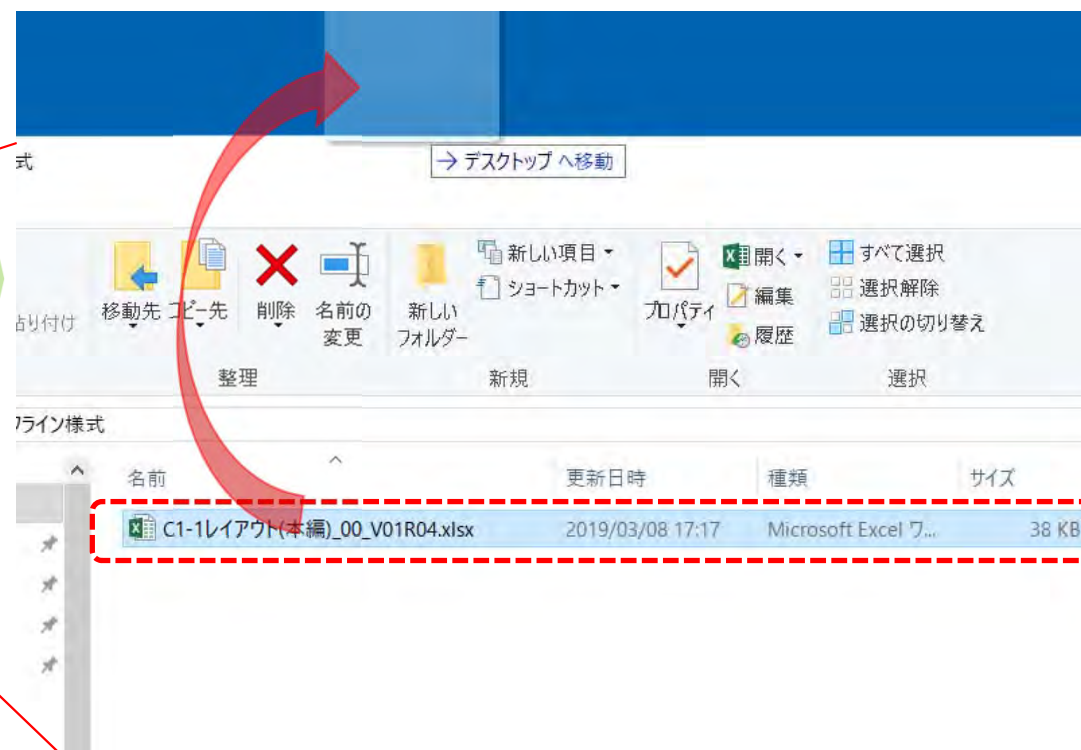 式
→ デスクトップ へ移動
貼り付け
移動先
コピー先
削除
名前の
変更
新しい
フォルダー
新しい項目
ショートカット
プロパティ
開く
編集
履歴
すべて選択
選択解除
選択の切り替え
整理
新規
開く
選択
フライン様式
名前 更新日時 種類 サイズ
C1-1レイアウト(本編)_00_V01R04.xlsx 2019/03/08 17:17 Microsoft Excel ワ... 38 KB